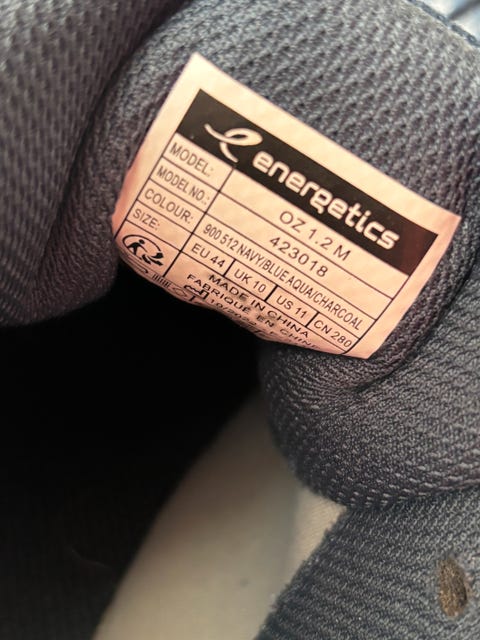 energetics
MODEL: OZ 1.2 M
MODEL NO.: 423018
COLOUR: 900 512 NAVY/BLUE AQUA/CHARCOAL
SIZE: EU 44 UK 10 US 11 CN 280
MADE IN CHINA
FABRIQUÉ EN CHINE